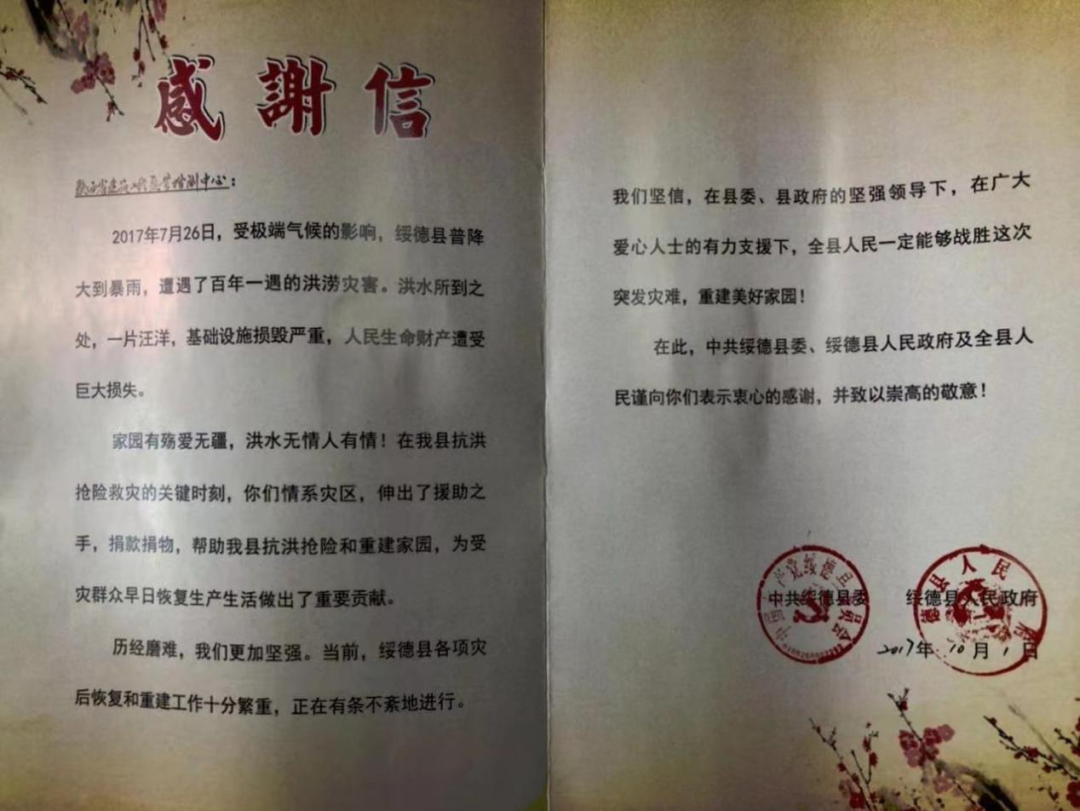 感謝信
陕西省建设工程质量检测中心：
2017年7月26日，受极端气候的影响，绥德县普降
大到暴雨，遭遇了百年一遇的洪涝灾害。洪水所到之
处，一片汪洋，基础设施损毁严重，人民生命财产遭受
巨大损失。
家园有殇爱无疆，洪水无情人有情！在我县抗洪
抢险救灾的关键时刻，你们情系灾区，伸出了援助之
手，捐款捐物，帮助我县抗洪抢险和重建家园，为受
灾群众早日恢复生产生活做出了重要贡献。
历经磨难，我们更加坚强。当前，绥德县各项灾
后恢复和重建工作十分繁重，正在有条不紊地进行。
我们坚信，在县委、县政府的坚强领导下，在广大
爱心人士的有力支援下，全县人民一定能够战胜这次
突发灾难，重建美好家园！
在此，中共绥德县委、绥德县人民政府及全县人
民谨向你们表示衷心的感谢，并致以崇高的敬意！
中共绥德县委 绥德县人民政府
2017年10月1日